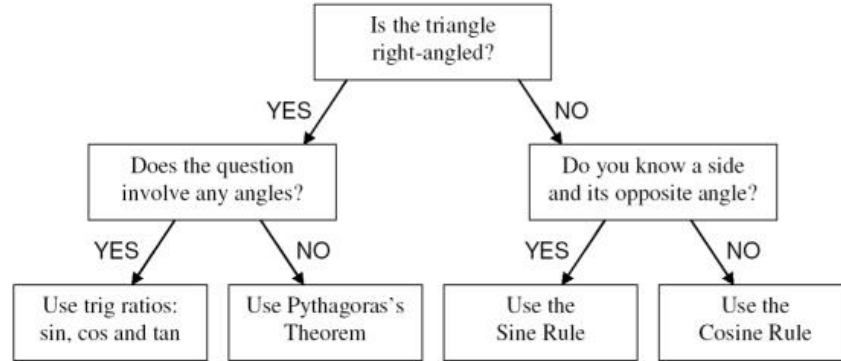 Is the triangle
right-angled?
YES
NO
Does the question
involve any angles?
Do you know a side
and its opposite angle?
YES
NO
YES
NO
Use trig ratios:
sin, cos and tan
Use Pythagoras's
Theorem
Use the
Sine Rule
Use the
Cosine Rule